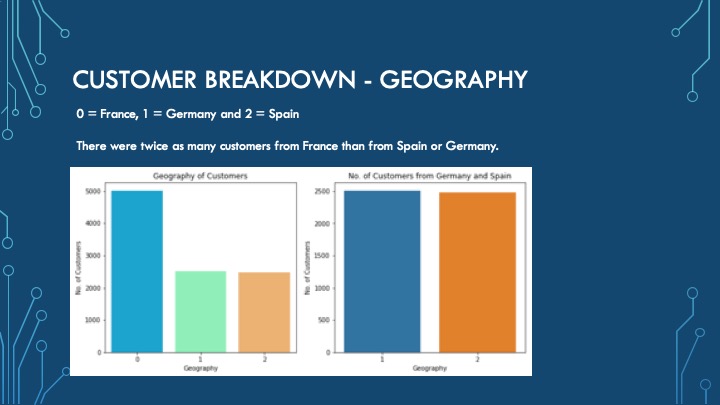 CUSTOMER BREAKDOWN - GEOGRAPHY
0 = France, 1 = Germany and 2 = Spain
There were twice as many customers from France than from Spain or Germany.
Geography of Customers
No. of Customers
5000
4000
3000
2000
1000
0
0 1 2
Geography
No. of Customers from Germany and Spain
No. of Customers
2500
2000
1500
1000
500
0
1 2
Geography